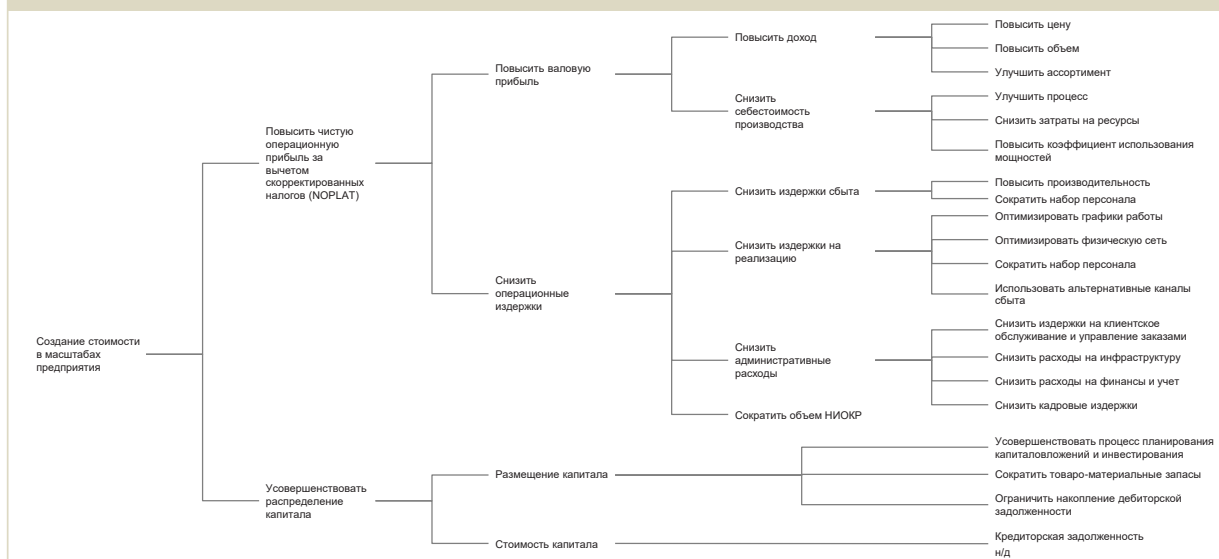 Создание стоимости
в масштабах
предприятия
Повысить чистую
операционную
прибыль за
вычетом
скорректированных
налогов (NOPLAT)
Повысить валовую
прибыль
Повысить доход
Повысить цену
Повысить объем
Улучшить ассортимент
Снизить
себестоимость
производства
Улучшить процесс
Снизить затраты на ресурсы
Повысить коэффициент использования
мощностей
Снизить
операционные
издержки
Снизить издержки сбыта
Повысить производительность
Сократить набор персонала
Снизить издержки на
реализацию
Оптимизировать графики работы
Оптимизировать физическую сеть
Сократить набор персонала
Использовать альтернативные каналы
сбыта
Снизить
административные
расходы
Снизить издержки на клиентское
обслуживание и управление заказами
Снизить расходы на инфраструктуру
Снизить расходы на финансы и учет
Снизить кадровые издержки
Сократить объем НИОКР
Усовершенствовать
распределение
капитала
Размещение капитала
Усовершенствовать процесс планирования
капиталовложений и инвестирования
Сократить товаро-материальные запасы
Ограничить накопление дебиторской
задолженности
Стоимость капитала
Кредиторская задолженность
н/д